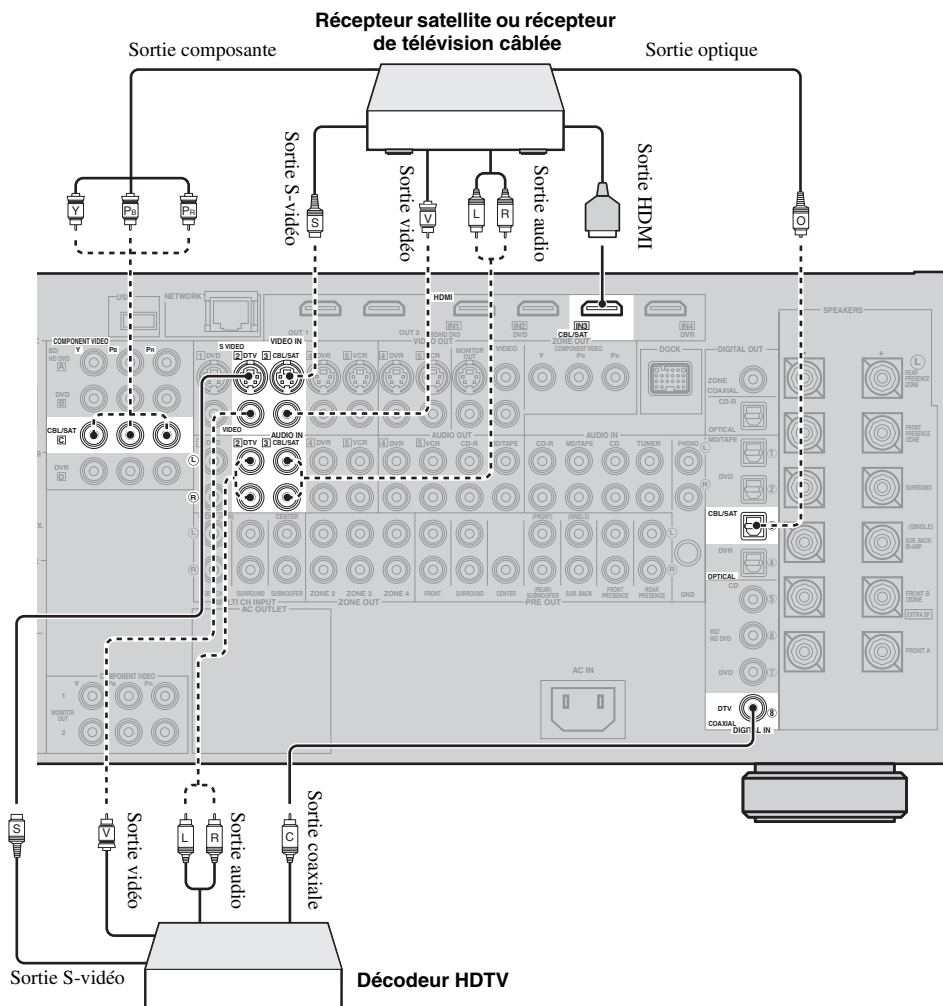 Récepteur satellite ou récepteur
de télévision câblée
Sortie composante
Sortie optique
Sortie S-vidéo
Sortie vidéo
Sortie audio
Sortie HDMI
Y
PB
PR
S
V
L
R
O
NETWORK
HDMI
OUT 1
OUT 2
IN1
BD/HD DVD
IN2
DVD
IN3
CBL/SAT
IN4
DVR
SPEAKERS
COMPONENT VIDEO
Y PB PR
BD/
HD DVD
A
DVD
B
CBL/SAT
C
DVR
D
VIDEO IN
S VIDEO
1 DVD
2 DTV
3 CBL/SAT
4 DVR
5 VCR
VIDEO
VIDEO OUT
4 DVR
5 VCR
MONITOR
OUT
VIDEO
ZONE OUT
COMPONENT VIDEO
Y PB PR
DOCK
DIGITAL OUT
ZONE
COAXIAL
CD-R
OPTICAL
MD/TAPE
1
DVD
2
CBL/SAT
DVR
4
OPTICAL
CD
5
BD/
HD DVD
6
DVD
7
DTV
8
COAXIAL
DIGITAL IN
AUDIO IN
2 DTV
3 CBL/SAT
4 DVR
5 VCR
AUDIO OUT
4 DVR
5 VCR
CD-R
MD/TAPE
AUDIO IN
CD-R
MD/TAPE
CD
TUNER
PHONO
L
R
CENTER
SURROUND
SUBWOOFER
MULTI CH INPUT
ZONE 2
ZONE 3
ZONE 4
ZONE OUT
FRONT
SURROUND
CENTER
(FRONT)
(REAR)
SUBWOOFER
(SINGLE)
SUR. BACK
FRONT
PRESENCE
REAR
PRESENCE
PRE OUT
GND
L
R
AC OUTLET
AC IN
COMPONENT VIDEO
Y PB PR
MONITOR
OUT
1
2
+
L
REAR
PRESENCE
/ZONE
FRONT
PRESENCE
/ZONE
SURROUND
(SINGLE)
SUR. BACK/
BI-AMP
FRONT B
/ZONE
EXTRA SP
FRONT A
S
V
L
R
C
Sortie vidéo
Sortie audio
Sortie coaxiale
Sortie S-vidéo
Décodeur HDTV